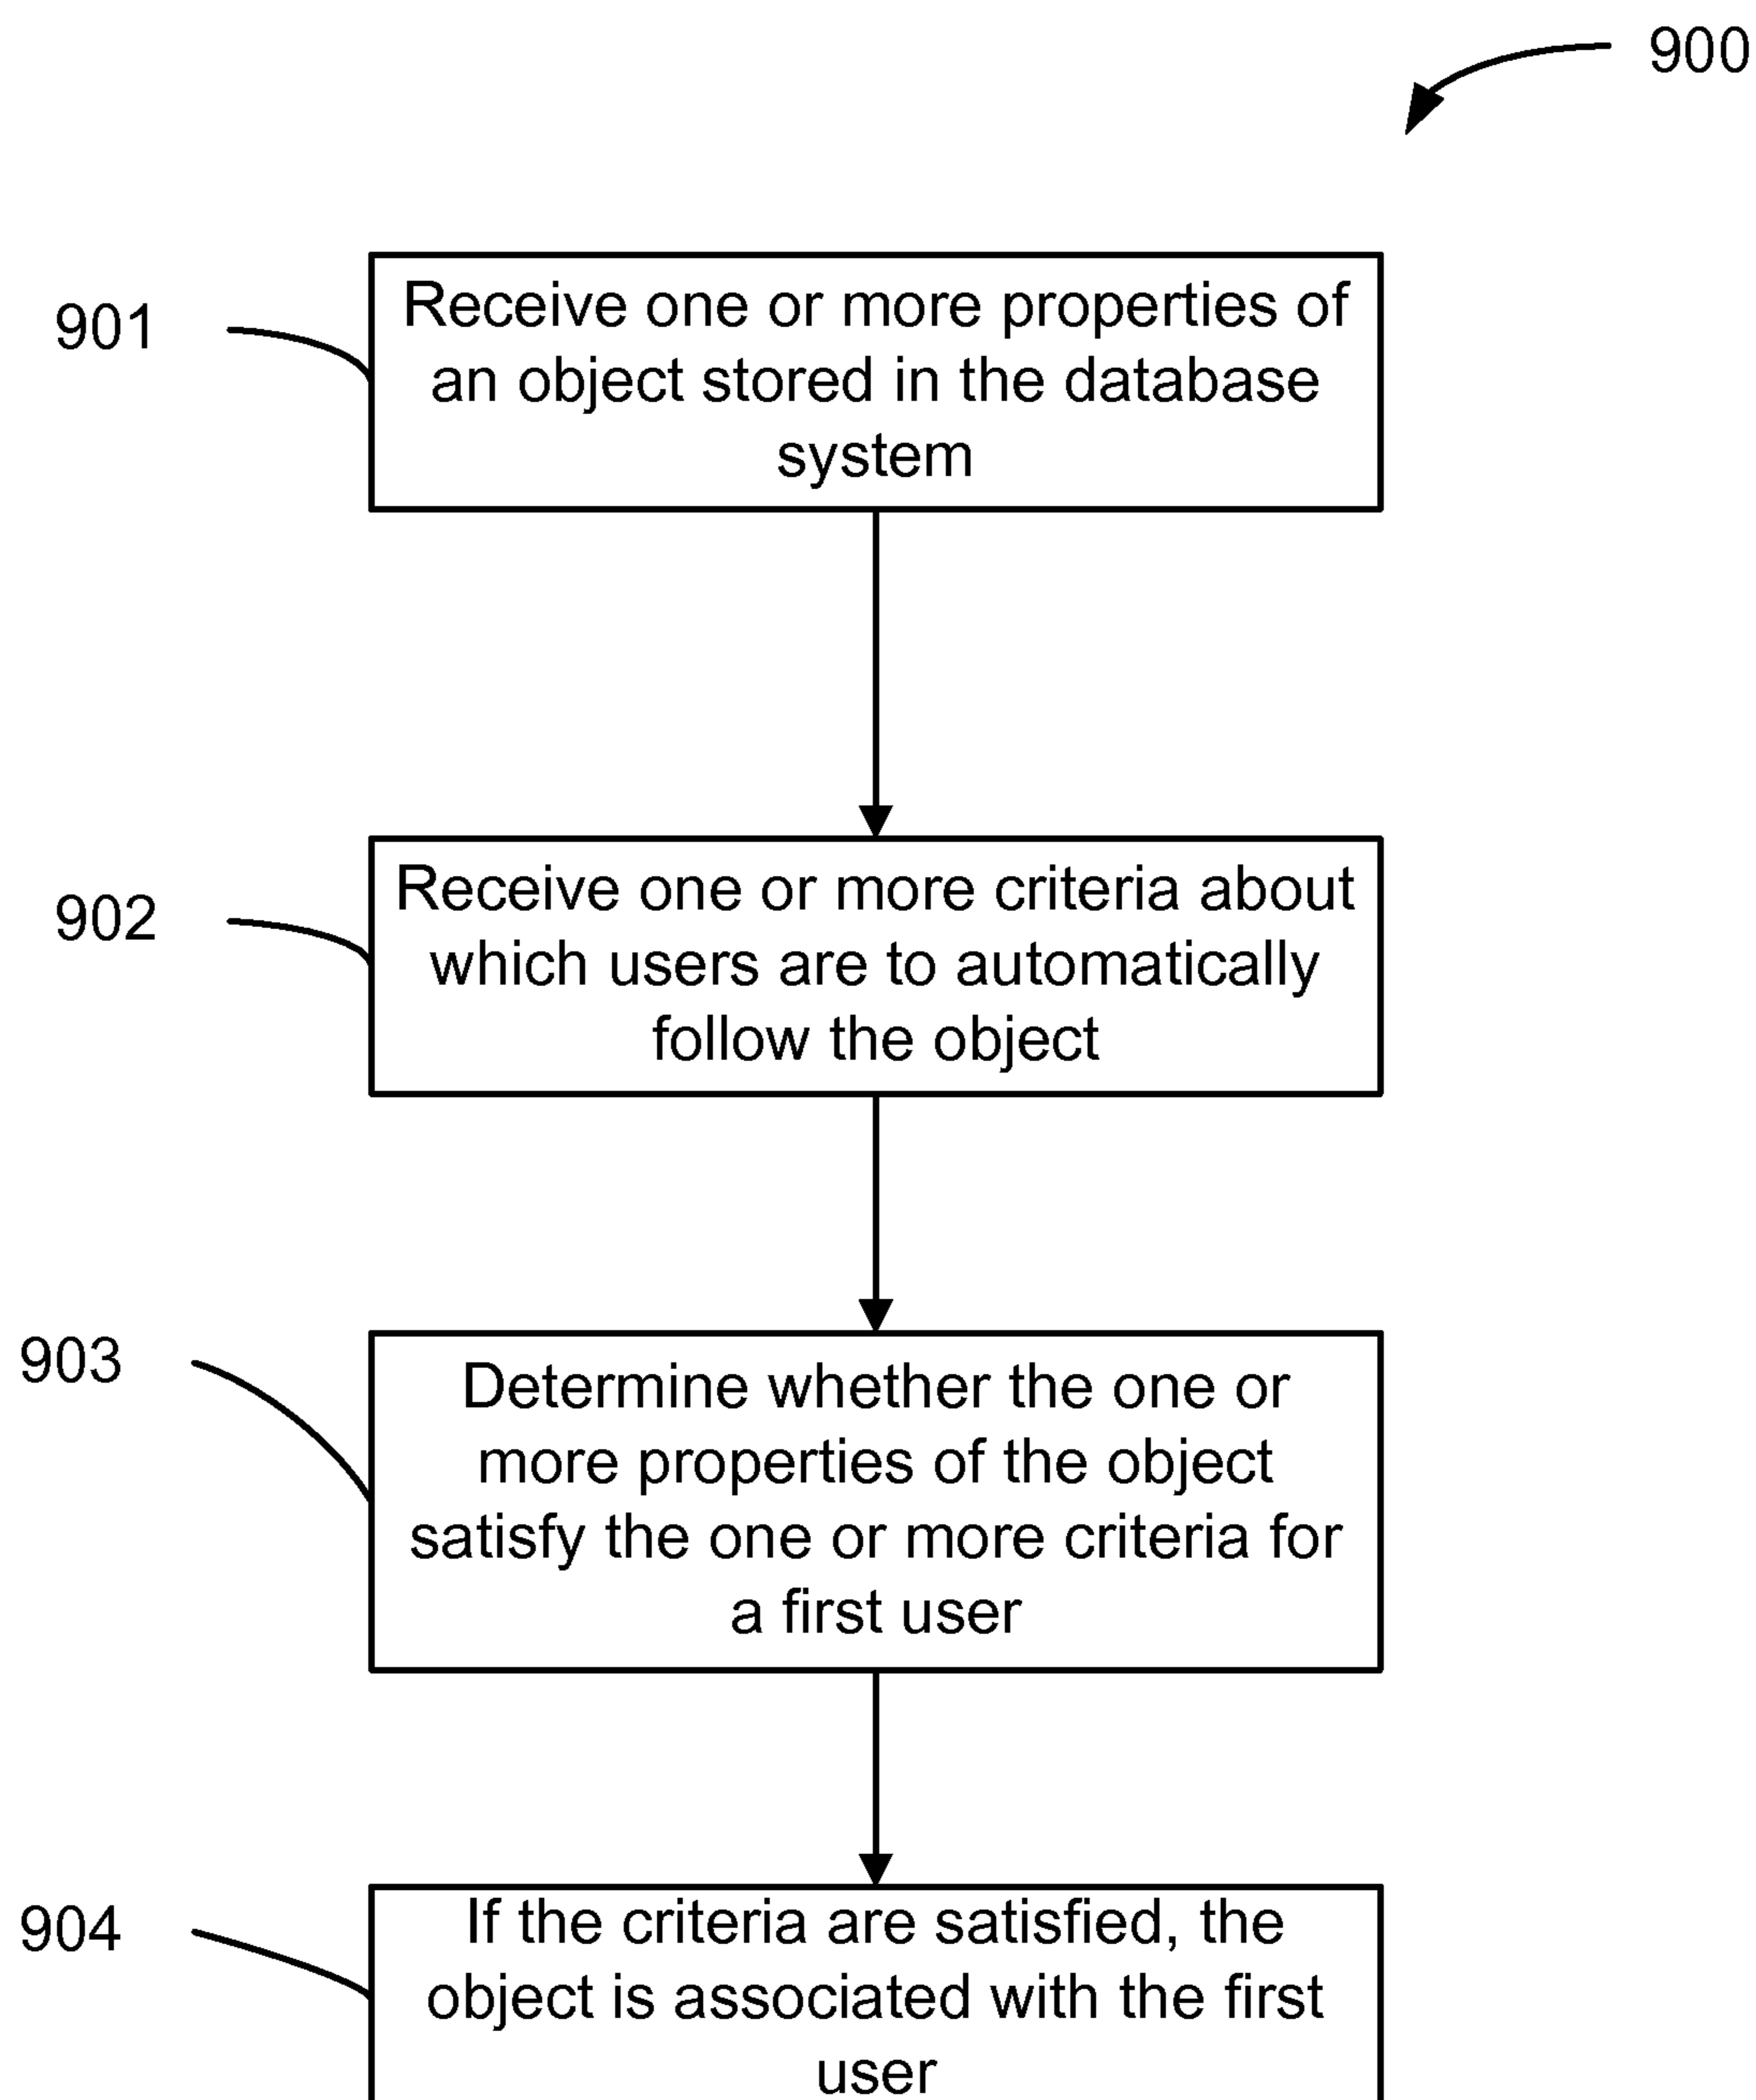 900
901
Receive one or more properties of
an object stored in the database
system
902
Receive one or more criteria about
which users are to automatically
follow the object
903
Determine whether the one or
more properties of the object
satisfy the one or more criteria for
a first user
904
If the criteria are satisfied, the
object is associated with the first
user